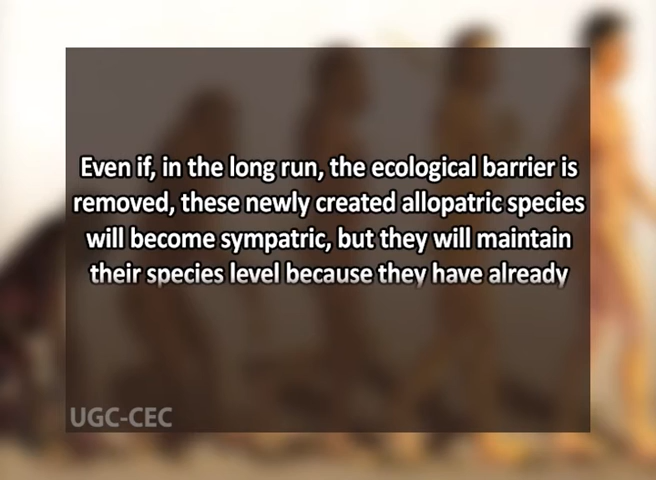 Even if, in the long run, the ecological barrier is
removed, these newly created allopatric species
will become sympatric, but they will maintain
their species level because they have already
UGC-CEC